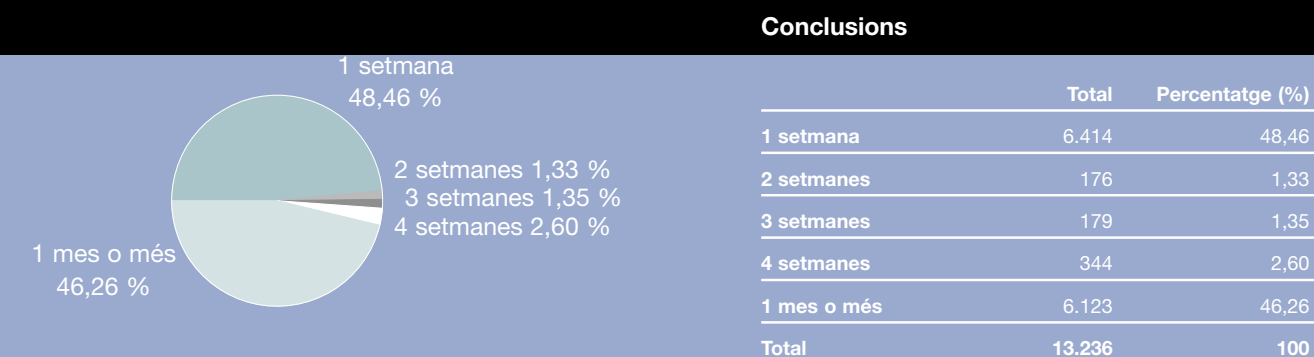 Conclusions
1 setmana
48,46 %
2 setmanes 1,33 %
3 setmanes 1,35 %
4 setmanes 2,60 %
1 mes o més
46,26 %
Total Percentatge (%)
1 setmana 6.414 48,46
2 setmanes 176 1,33
3 setmanes 179 1,35
4 setmanes 344 2,60
1 mes o més 6.123 46,26
Total 13.236 100